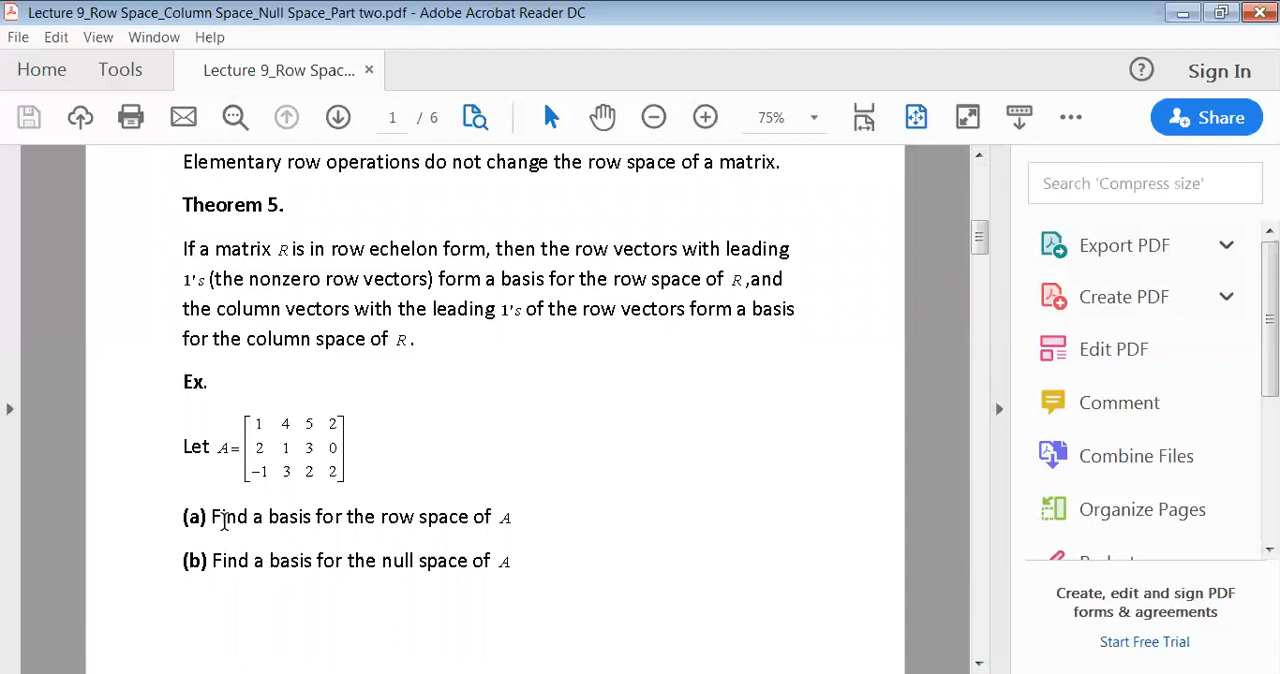 Lecture 9_Row Space_Column Space_Null Space_Part two.pdf - Adobe Acrobat Reader DC
File Edit View Window Help
Home Tools Lecture 9_Row Spac... × ? Sign In
1 / 6 75% Share
Elementary row operations do not change the row space of a matrix.
Theorem 5.
If a matrix R is in row echelon form, then the row vectors with leading
1's (the nonzero row vectors) form a basis for the row space of R ,and
the column vectors with the leading 1's of the row vectors form a basis
for the column space of R .
Ex.
1 4 5 2
Let A= 2 1 3 0
−1 3 2 2
(a) Find a basis for the row space of A
(b) Find a basis for the null space of A
Search 'Compress size'
Export PDF
Create PDF
Edit PDF
Comment
Combine Files
Organize Pages
Create, edit and sign PDF
forms & agreements
Start Free Trial